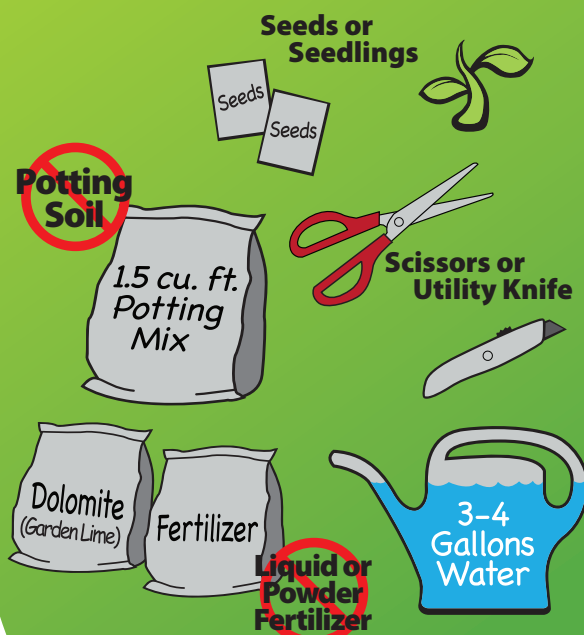 Seeds or
Seedlings
Seeds
Seeds
Potting
Soil
1.5 cu. ft.
Potting
Mix
Scissors or
Utility Knife
Dolomite
(Garden Lime)
Fertilizer
Liquid or
Powder
Fertilizer
3-4
Gallons
Water